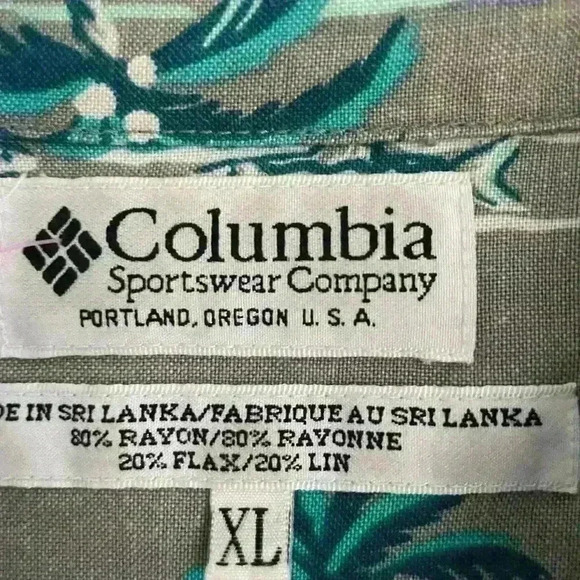 Columbia
Sportswear Company
PORTLAND, OREGON U. S. A.
DE IN SRI LANKA/FABRIQUE AU SRI LANKA
80% RAYON/80% RAYONNE
20% FLAX/20% LIN
XL